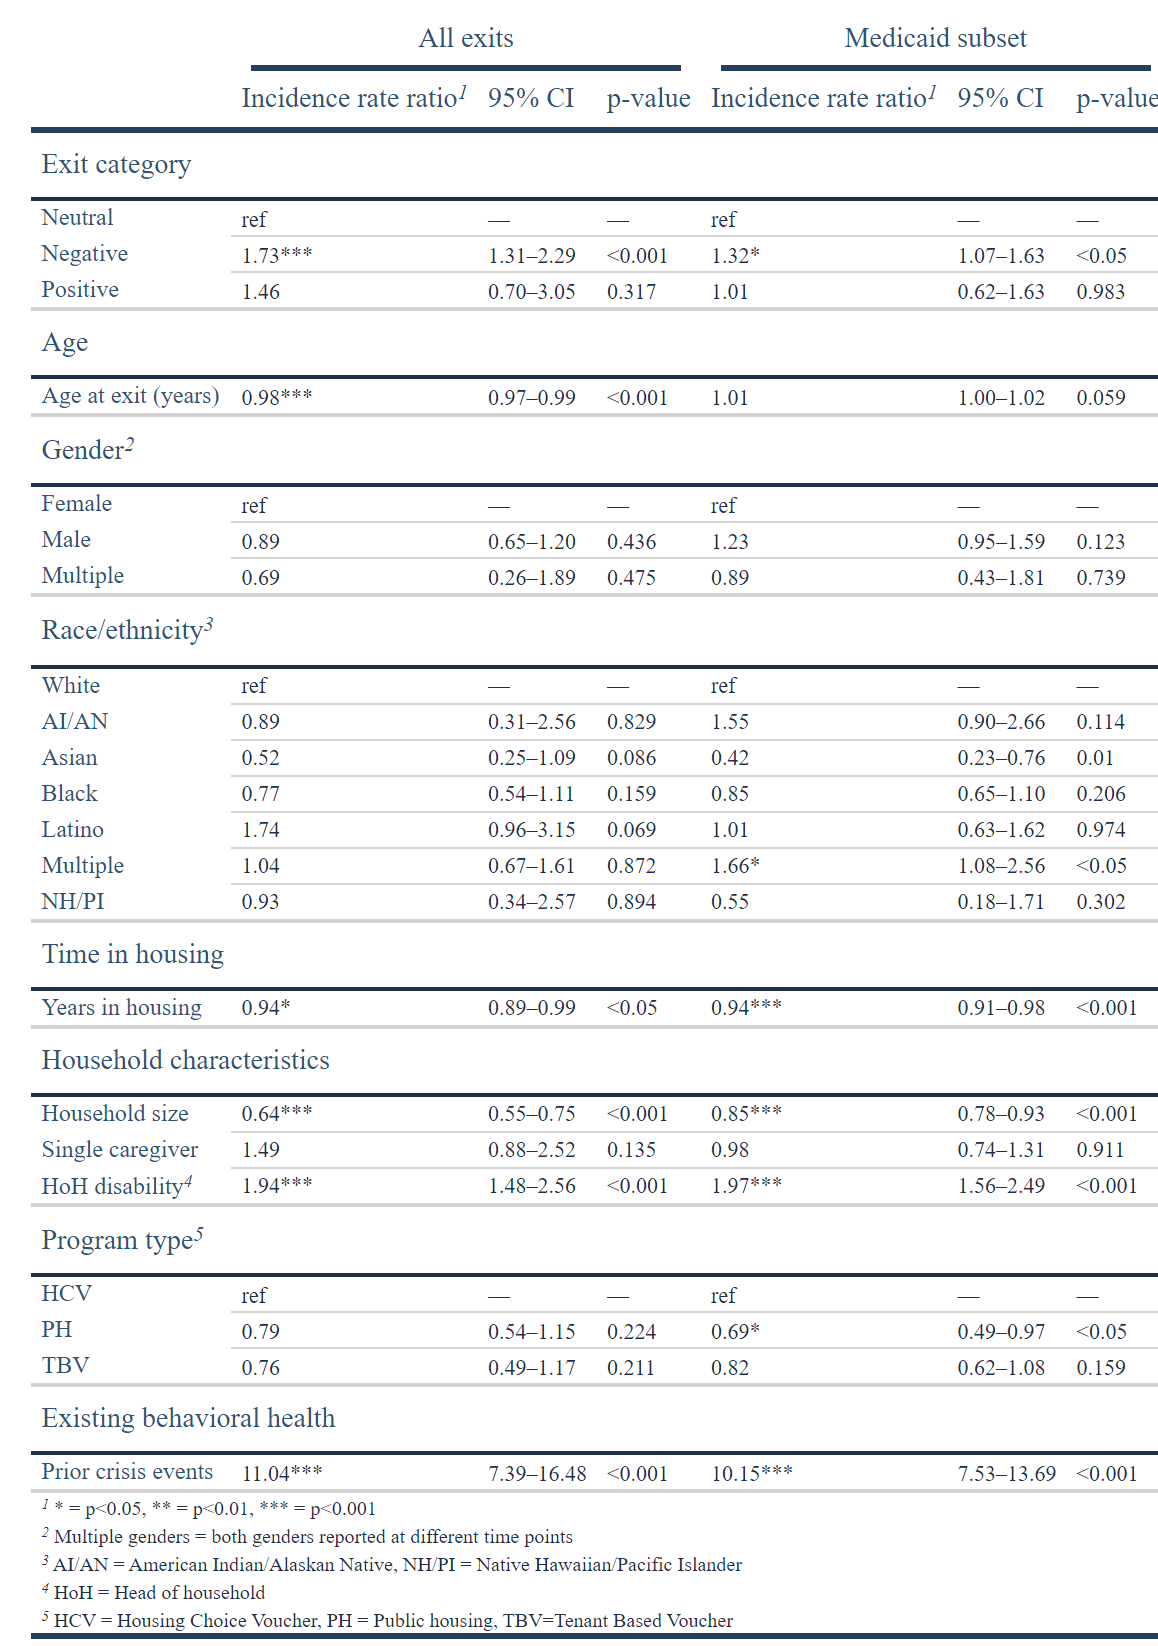 All exits Medicaid subset
Incidence rate ratio1 95% CI p-value Incidence rate ratio1 95% CI p-value
Exit category
Neutral ref — — ref — —
Negative 1.73*** 1.31–2.29 <0.001 1.32* 1.07–1.63 <0.05
Positive 1.46 0.70–3.05 0.317 1.01 0.62–1.63 0.983
Age
Age at exit (years) 0.98*** 0.97–0.99 <0.001 1.01 1.00–1.02 0.059
Gender2
Female ref — — ref — —
Male 0.89 0.65–1.20 0.436 1.23 0.95–1.59 0.123
Multiple 0.69 0.26–1.89 0.475 0.89 0.43–1.81 0.739
Race/ethnicity3
White ref — — ref — —
AI/AN 0.89 0.31–2.56 0.829 1.55 0.90–2.66 0.114
Asian 0.52 0.25–1.09 0.086 0.42 0.23–0.76 0.01
Black 0.77 0.54–1.11 0.159 0.85 0.65–1.10 0.206
Latino 1.74 0.96–3.15 0.069 1.01 0.63–1.62 0.974
Multiple 1.04 0.67–1.61 0.872 1.66* 1.08–2.56 <0.05
NH/PI 0.93 0.34–2.57 0.894 0.55 0.18–1.71 0.302
Time in housing
Years in housing 0.94* 0.89–0.99 <0.05 0.94*** 0.91–0.98 <0.001
Household characteristics
Household size 0.64*** 0.55–0.75 <0.001 0.85*** 0.78–0.93 <0.001
Single caregiver 1.49 0.88–2.52 0.135 0.98 0.74–1.31 0.911
HoH disability4 1.94*** 1.48–2.56 <0.001 1.97*** 1.56–2.49 <0.001
Program type5
HCV ref — — ref — —
PH 0.79 0.54–1.15 0.224 0.69* 0.49–0.97 <0.05
TBV 0.76 0.49–1.17 0.211 0.82 0.62–1.08 0.159
Existing behavioral health
Prior crisis events 11.04*** 7.39–16.48 <0.001 10.15*** 7.53–13.69 <0.001
1 * = p<0.05, ** = p<0.01, *** = p<0.001
2 Multiple genders = both genders reported at different time points
3 AI/AN = American Indian/Alaskan Native, NH/PI = Native Hawaiian/Pacific Islander
4 HoH = Head of household
5 HCV = Housing Choice Voucher, PH = Public housing, TBV=Tenant Based Voucher